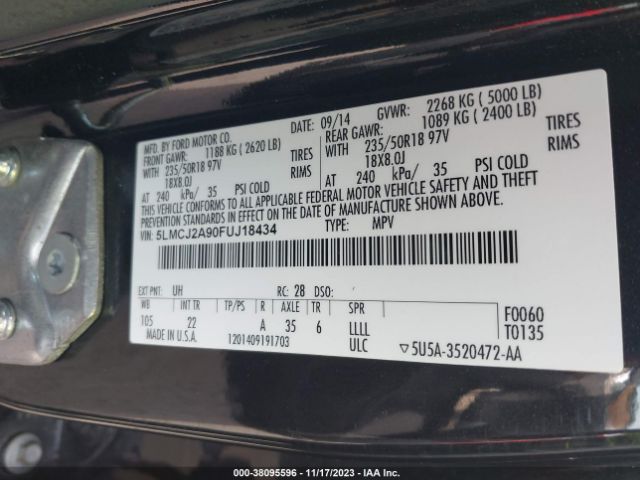 MFD. BY FORD MOTOR CO. DATE: 09/14 GVWR: 2268 KG ( 5000 LB)
FRONT GAWR: 1188 KG ( 2620 LB) REAR GAWR: 1089 KG ( 2400 LB)
WITH 235/50R18 97V TIRES WITH 235/50R18 97V TIRES
18X8.0J RIMS 18X8.0J RIMS
AT 240 kPa/ 35 PSI COLD AT 240 kPa/ 35 PSI COLD
THIS VEHICLE CONFORMS TO ALL APPLICABLE FEDERAL MOTOR VEHICLE SAFETY AND THEFT
PREVENTION STANDARDS IN EFFECT ON THE DATE OF MANUFACTURE SHOWN ABOVE.
VIN: 5LMCJ2A90FUJ18434 TYPE: MPV
EXT PNT: UH RC: 28 DSO:
WB INT TR TP/PS R AXLE TR SPR F0060
105 22 A 35 6 LLLL T0135
MADE IN U.S.A. 1201409191703 ULC ▽5U5A-3520472-AA
000-38095596 - 11/17/2023 - IAA Inc.